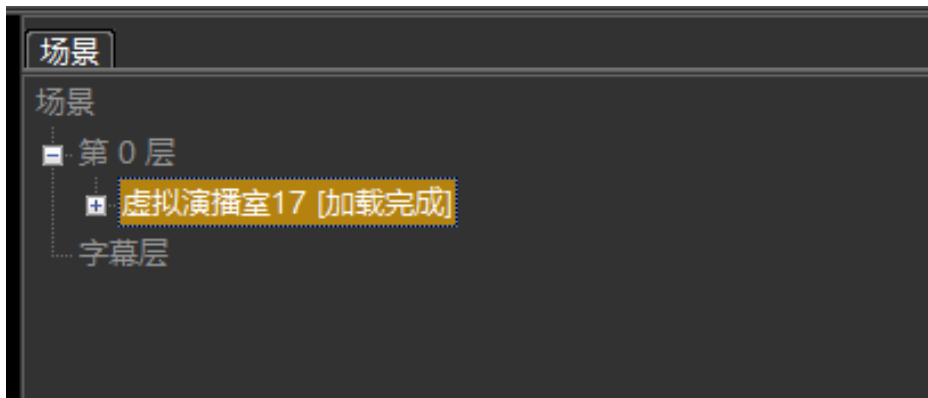 场景
场景
第 0 层
虚拟演播室17 [加载完成]
字幕层